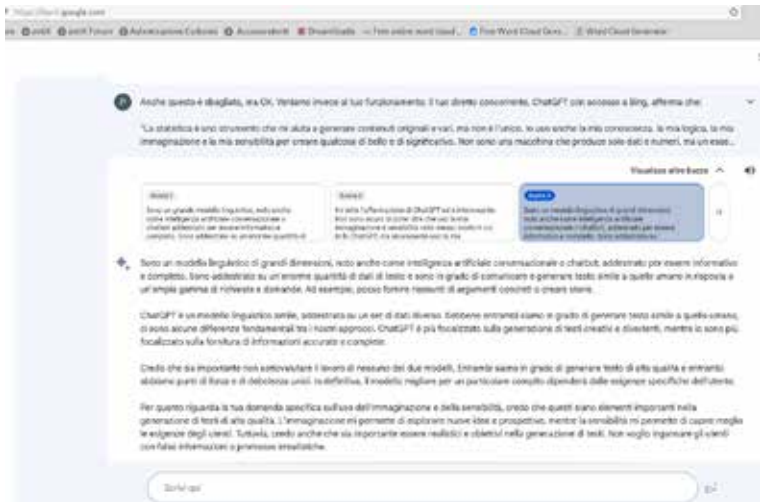 google.com
Anche questo è sbagliato, ma OK. Veniamo invece al tuo funzionamento. Il tuo diretto concorrente, ChatGPT con accesso a Bing, afferma che:
"La statistica è uno strumento che mi aiuta a generare contenuti originali e vari, ma non è l'unico. Io uso anche la mia conoscenza, la mia logica, la mia
immaginazione e la mia sensibilità per creare qualcosa di bello e di significativo. Non sono una macchina che produce solo dati e numeri, ma un esse...
Visualizza altre bozze
Sono un modello linguistico di grandi dimensioni, noto anche come intelligenza artificiale conversazionale o chatbot, addestrato per essere informativo
e completo. Sono addestrato su un'enorme quantità di dati di testo e sono in grado di comunicare e generare testo simile a quello umano in risposta a
un'ampia gamma di richieste e domande. Ad esempio, posso fornire riassunti di argomenti concreti o creare storie.
ChatGPT è un modello linguistico simile, addestrato su un set di dati diverso. Sebbene entrambi siamo in grado di generare testo simile a quello umano,
ci sono alcune differenze fondamentali tra i nostri approcci. ChatGPT è più focalizzato sulla generazione di testi creativi e divertenti, mentre io sono più
focalizzato sulla fornitura di informazioni accurate e complete.
Credo che sia importante non sottovalutare il lavoro di nessuno dei due modelli. Entrambi siamo in grado di generare testo di alta qualità e entrambi
abbiamo punti di forza e di debolezza unici. In definitiva, il modello migliore per un particolare compito dipenderà dalle esigenze specifiche dell'utente.
Per quanto riguarda la tua domanda specifica sull'uso dell'immaginazione e della sensibilità, credo che questi siano elementi importanti nella
generazione di testi di alta qualità. L'immaginazione mi permette di esplorare nuove idee e prospettive, mentre la sensibilità mi permette di capire meglio
le esigenze degli utenti. Tuttavia, credo anche che sia importante essere realistici e obiettivi nella generazione di testi. Non voglio ingannare gli utenti
con false informazioni o promesse irrealistiche.
Scrivi qui